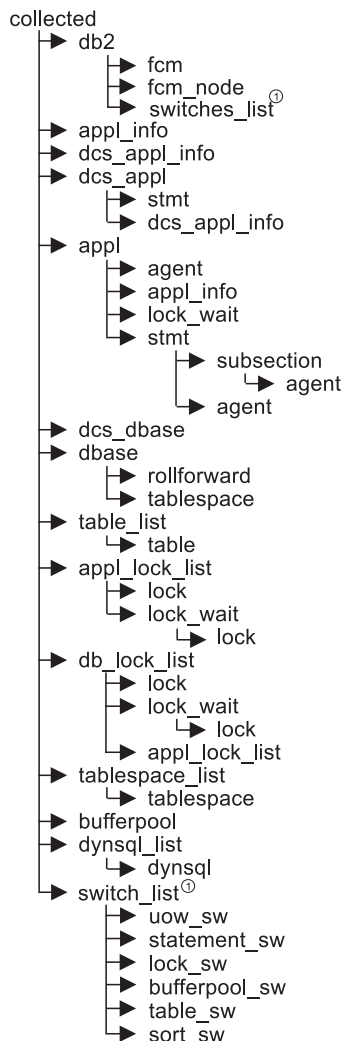 collected
db2
fcm
fcm_node
switches_list①
appl_info
dcs_appl_info
dcs_appl
stmt
dcs_appl_info
appl
agent
appl_info
lock_wait
stmt
subsection
agent
agent
dcs_dbase
dbase
rollforward
tablespace
table_list
table
appl_lock_list
lock
lock_wait
lock
db_lock_list
lock
lock_wait
lock
appl_lock_list
tablespace_list
tablespace
bufferpool
dynsql_list
dynsql
switch_list①
uow_sw
statement_sw
lock_sw
bufferpool_sw
table_sw
sort_sw